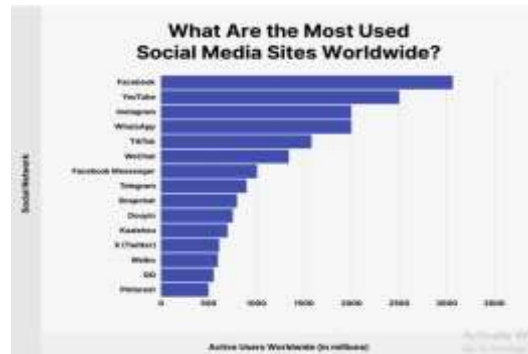 What Are the Most Used
Social Media Sites Worldwide?
Facebook
YouTube
Instagram
WhatsApp
TikTok
WeChat
Facebook Messenger
Telegram
Snapchat
Douyin
Kuaishou
X (Twitter)
Weibo
QQ
Pinterest
Social Network
0 500 1000 1500 2000 2500 3000 3500
Active Users Worldwide (in millions)